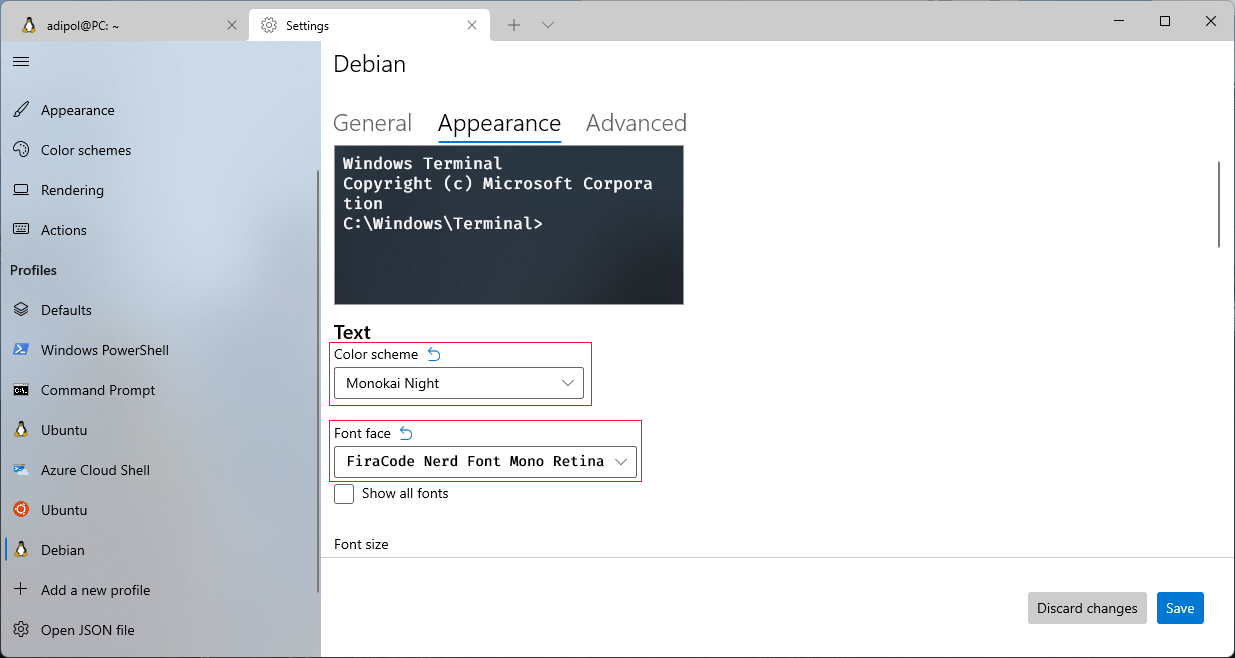 adipol@PC: ~
Settings
Appearance
Color schemes
Rendering
Actions
Profiles
Defaults
Windows PowerShell
Command Prompt
Ubuntu
Azure Cloud Shell
Ubuntu
Debian
Add a new profile
Open JSON file
Debian
General Appearance Advanced
Windows Terminal
Copyright (c) Microsoft Corpora
tion
C:\Windows\Terminal>
Text
Color scheme
Monokai Night
Font face
FiraCode Nerd Font Mono Retina
Show all fonts
Font size
Discard changes
Save